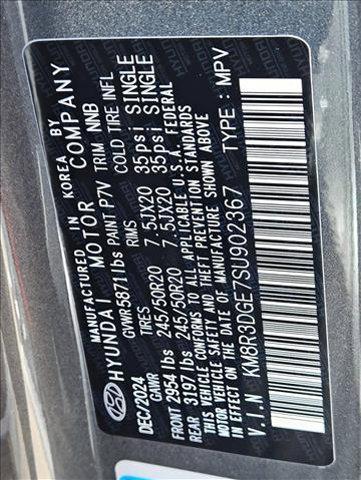 MANUFACTURED IN KOREA BY
HYUNDAI MOTOR COMPANY
DEC/2024 GVWR5871lbs PAINT P7V TRIM NNB
GAWR TIRES RIMS COLD TIRE INFL
FRONT 2954 lbs 245/50R20 7.5JX20 35psi SINGLE
REAR 3197 lbs 245/50R20 7.5JX20 35psi SINGLE
THIS VEHICLE CONFORMS TO ALL APPLICABLE U.S.A. FEDERAL
MOTOR VEHICLE SAFETY AND THEFT PREVENTION STANDARDS
IN EFFECT ON THE DATE OF MANUFACTURE SHOWN ABOVE
V.I.N KM8R3DGE7SU902367 TYPE: MPV